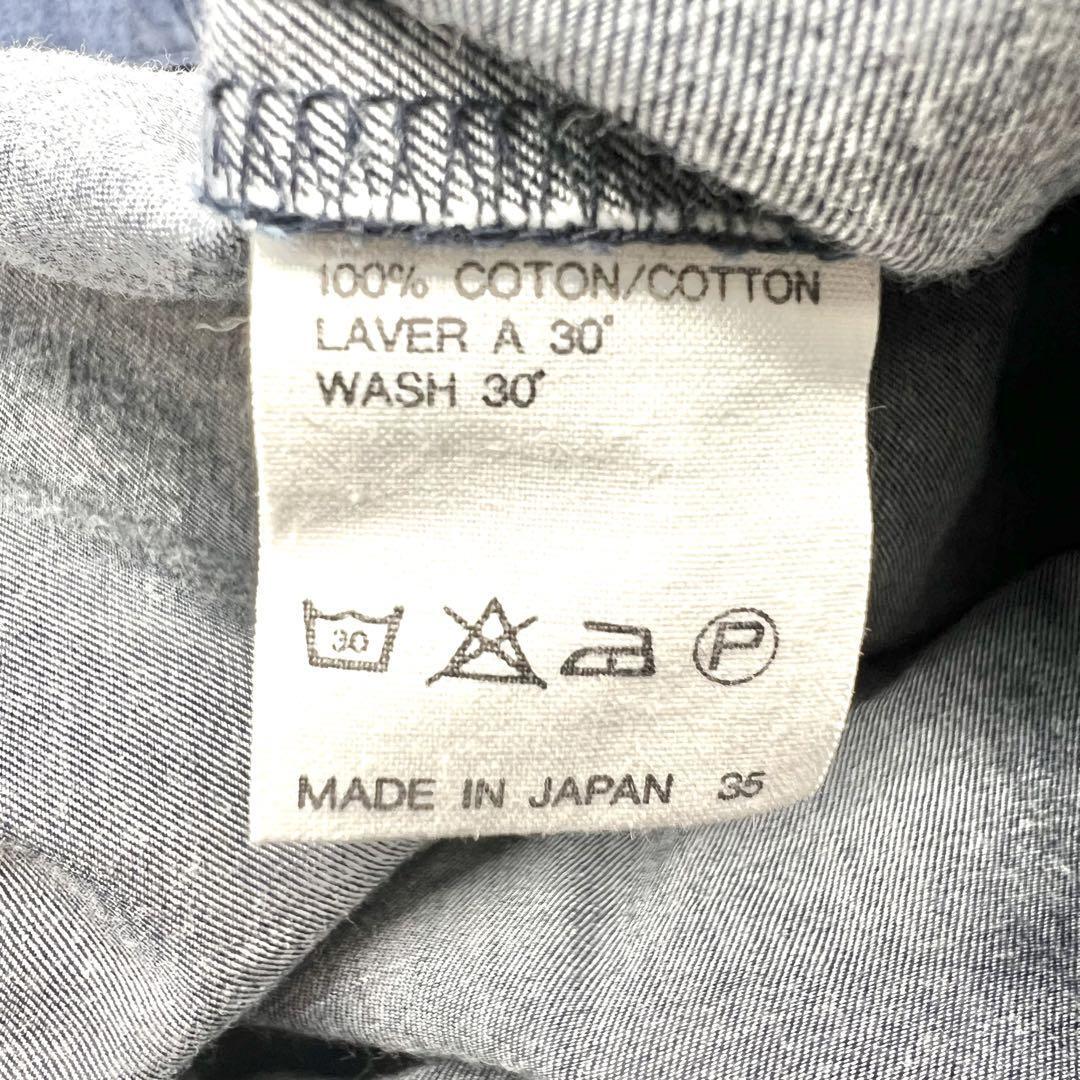 100% COTON/COTTON
LAVER A 30°
WASH 30°
30 P
MADE IN JAPAN 35